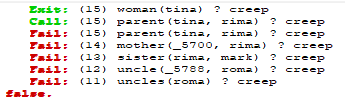 Exit: (15) woman(tina) ? creep
Call: (15) parent(tina, rima) ? creep
Fail: (15) parent(tina, rima) ? creep
Fail: (14) mother(_5700, rima) ? creep
Fail: (13) sister(rima, mark) ? creep
Fail: (12) uncle(_5788, roma) ? creep
Fail: (11) uncles(roma) ? creep
false.